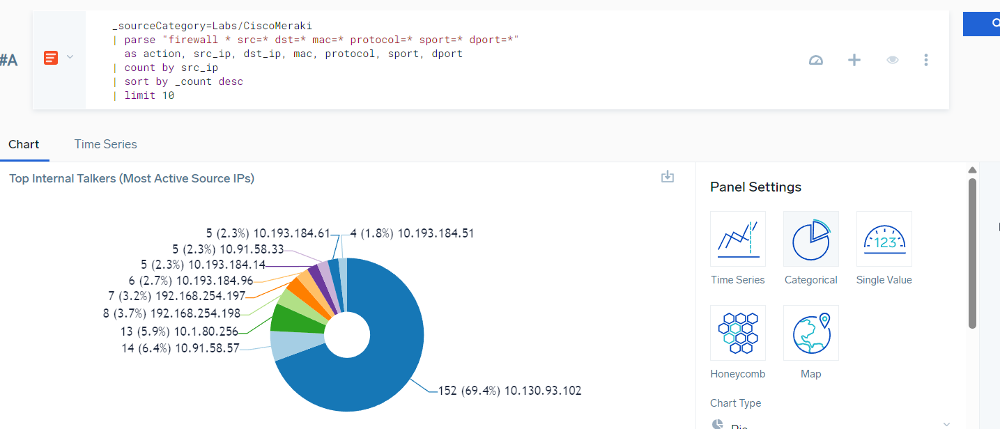 #A
_sourceCategory=Labs/CiscoMeraki
| parse "firewall * src=* dst=* mac=* protocol=* sport=* dport=*"
as action, src_ip, dst_ip, mac, protocol, sport, dport
| count by src_ip
| sort by _count desc
| limit 10
Chart
Time Series
Top Internal Talkers (Most Active Source IPs)
5 (2.3%) 10.193.184.61
4 (1.8%) 10.193.184.51
5 (2.3%) 10.91.58.33
5 (2.3%) 10.193.184.14
6 (2.7%) 10.193.184.96
7 (3.2%) 192.168.254.197
8 (3.7%) 192.168.254.198
13 (5.9%) 10.1.80.256
14 (6.4%) 10.91.58.57
152 (69.4%) 10.130.93.102
Panel Settings
123
Time Series
Categorical
Single Value
Honeycomb
Map
Chart Type
Pie